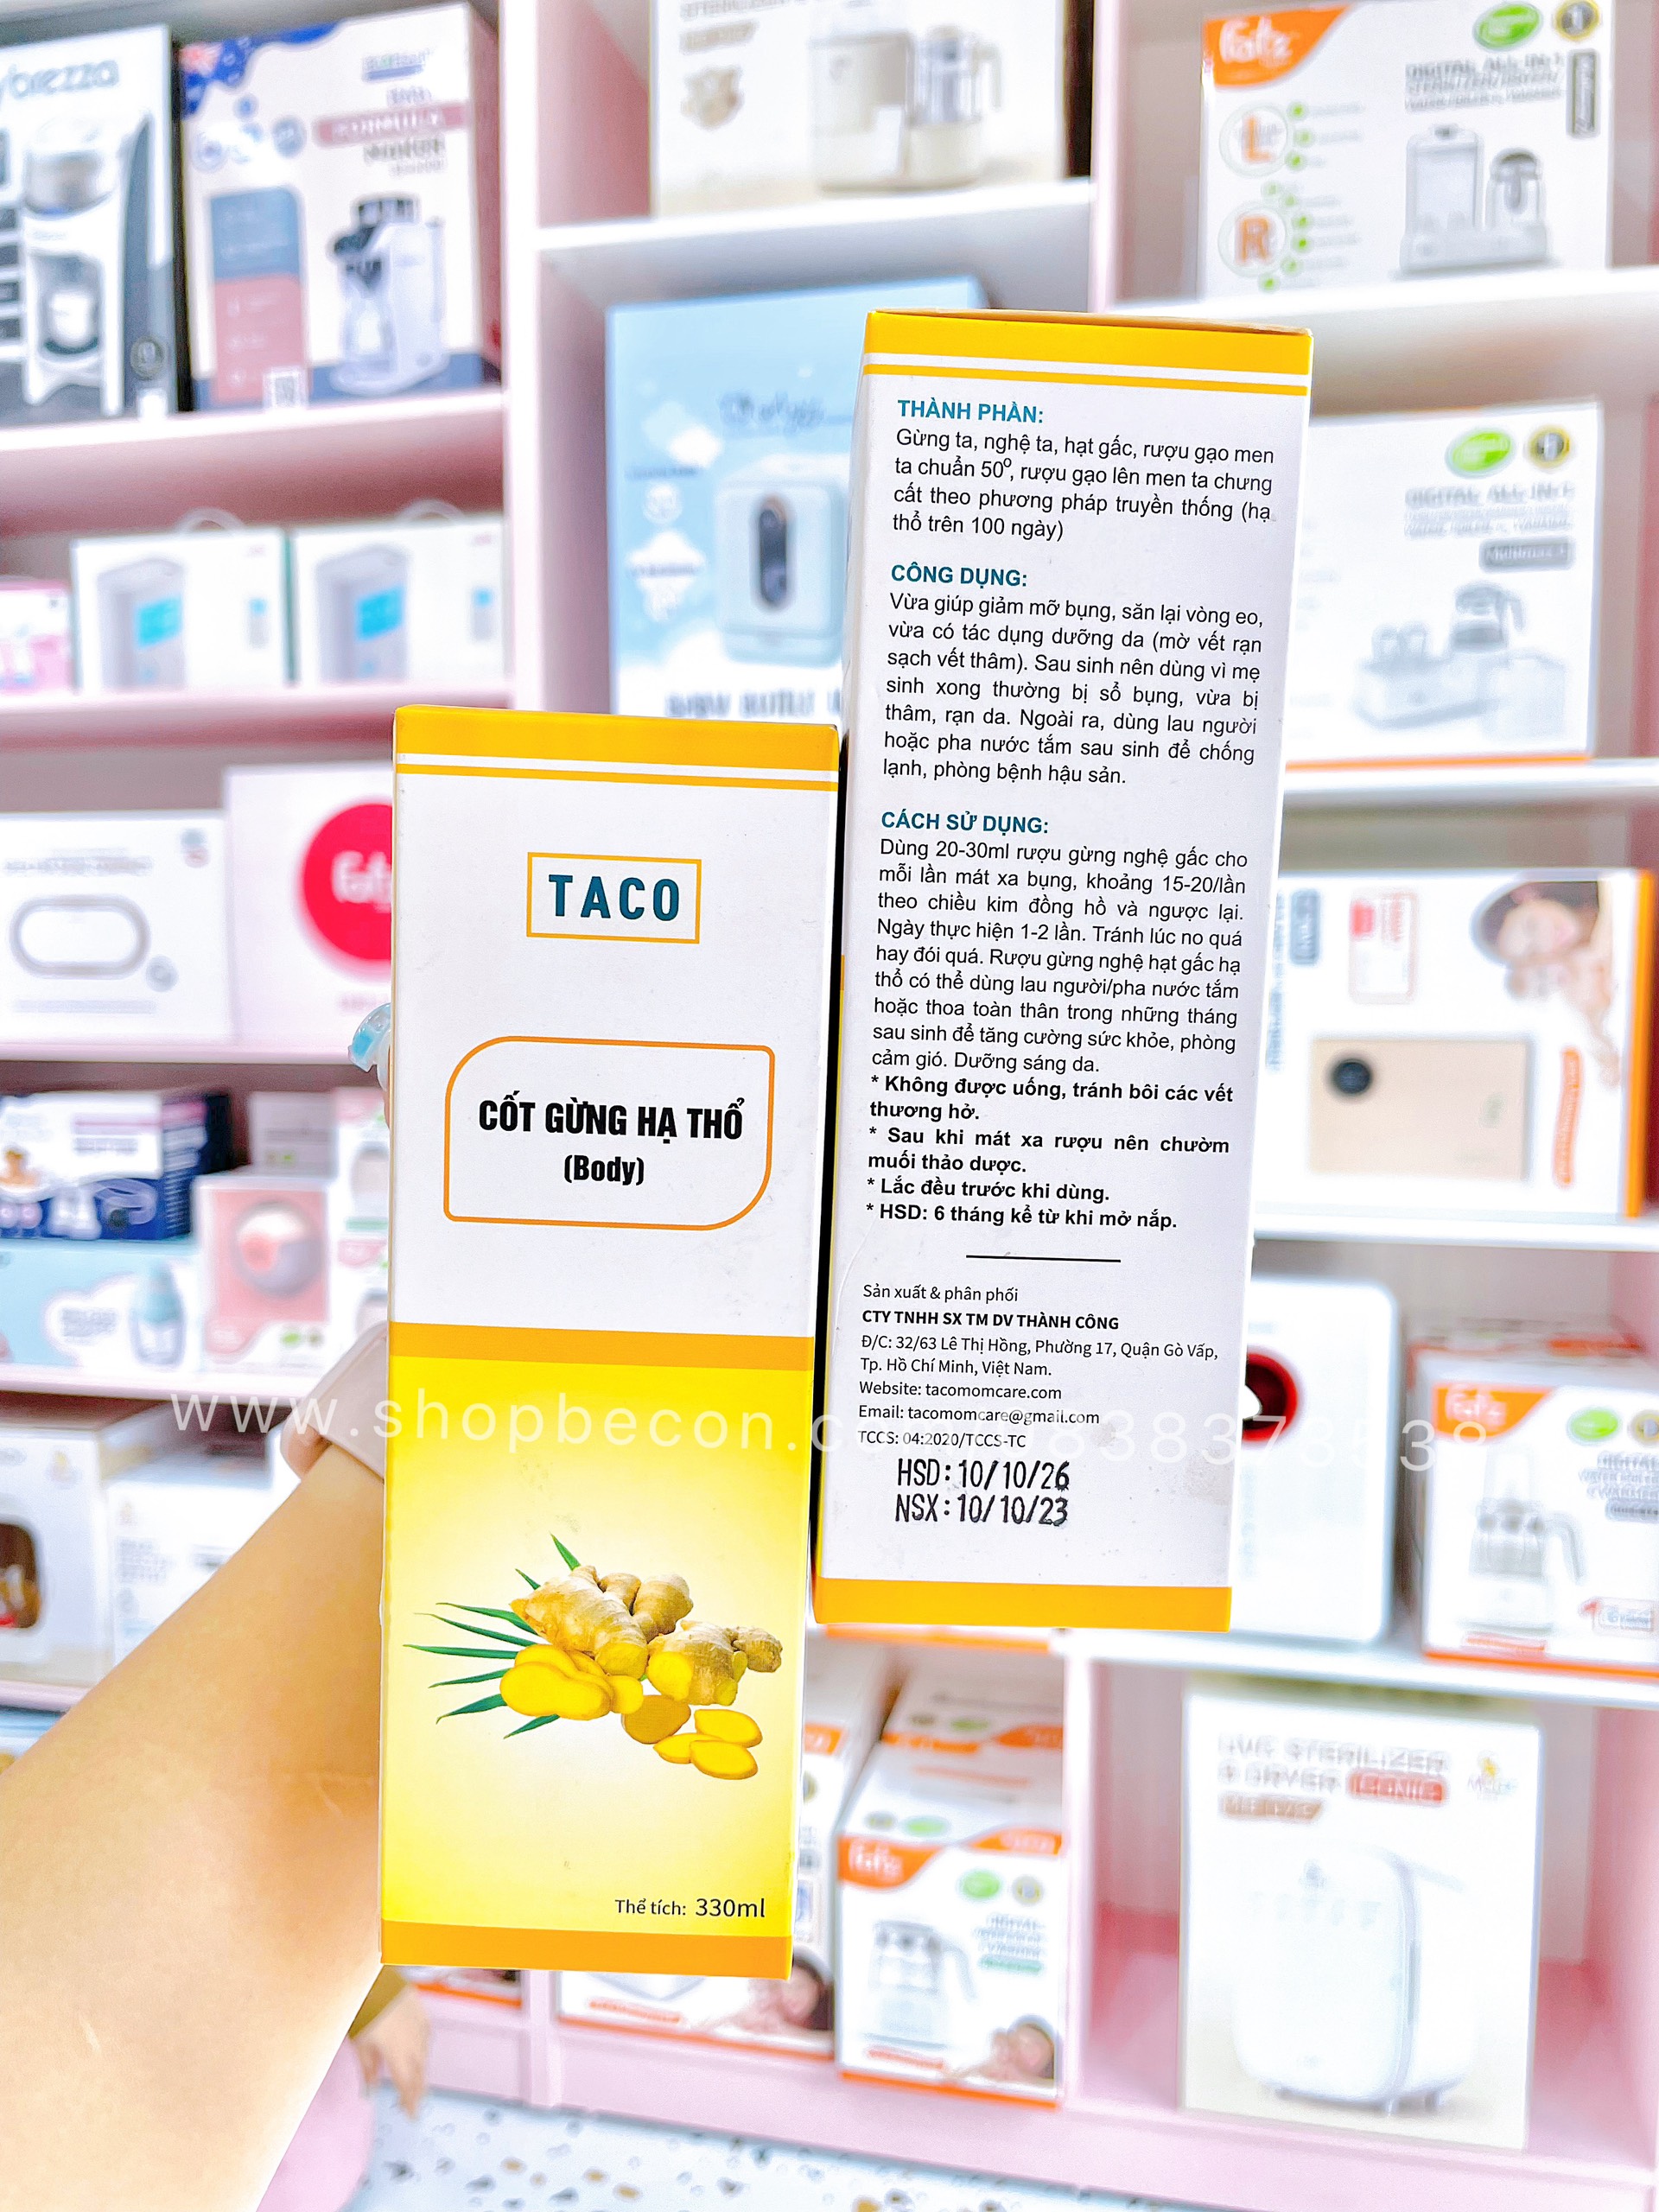 TACO
CỐT GỪNG HẠ THỔ
(Body)
Thể tích: 330ml
THÀNH PHẦN:
Gừng ta, nghệ ta, hạt gấc, rượu gạo men
ta chuẩn 50⁰, rượu gạo lên men ta chưng
cất theo phương pháp truyền thống (hạ
thổ trên 100 ngày)
CÔNG DỤNG:
Vừa giúp giảm mỡ bụng, săn lại vòng eo,
vừa có tác dụng dưỡng da (mờ vết rạn
sạch vết thâm). Sau sinh nên dùng vì mẹ
sinh xong thường bị sổ bụng, vừa bị
thâm, rạn da. Ngoài ra, dùng lau người
hoặc pha nước tắm sau sinh để chống
lạnh, phòng bệnh hậu sản.
CÁCH SỬ DỤNG:
Dùng 20-30ml rượu gừng nghệ gấc cho
mỗi lần mát xa bụng, khoảng 15-20/lần
theo chiều kim đồng hồ và ngược lại.
Ngày thực hiện 1-2 lần. Tránh lúc no quá
hay đói quá. Rượu gừng nghệ hạt gấc hạ
thổ có thể dùng lau người/pha nước tắm
hoặc thoa toàn thân trong những tháng
sau sinh để tăng cường sức khỏe, phòng
cảm gió. Dưỡng sáng da.
* Không được uống, tránh bôi các vết
thương hở.
* Sau khi mát xa rượu nên chườm
muối thảo dược.
* Lắc đều trước khi dùng.
* HSD: 6 tháng kể từ khi mở nắp.
Sản xuất & phân phối
CTY TNHH SX TM DV THÀNH CÔNG
Đ/C: 32/63 Lê Thị Hồng, Phường 17, Quận Gò Vấp,
Tp. Hồ Chí Minh, Việt Nam.
Website: tacomomcare.com
Email: tacomomcare@gmail.com
TCCS: 04:2020/TCCS-TC
HSD: 10/10/26
NSX: 10/10/23
DIGITAL ALL IN 1
FORMULA